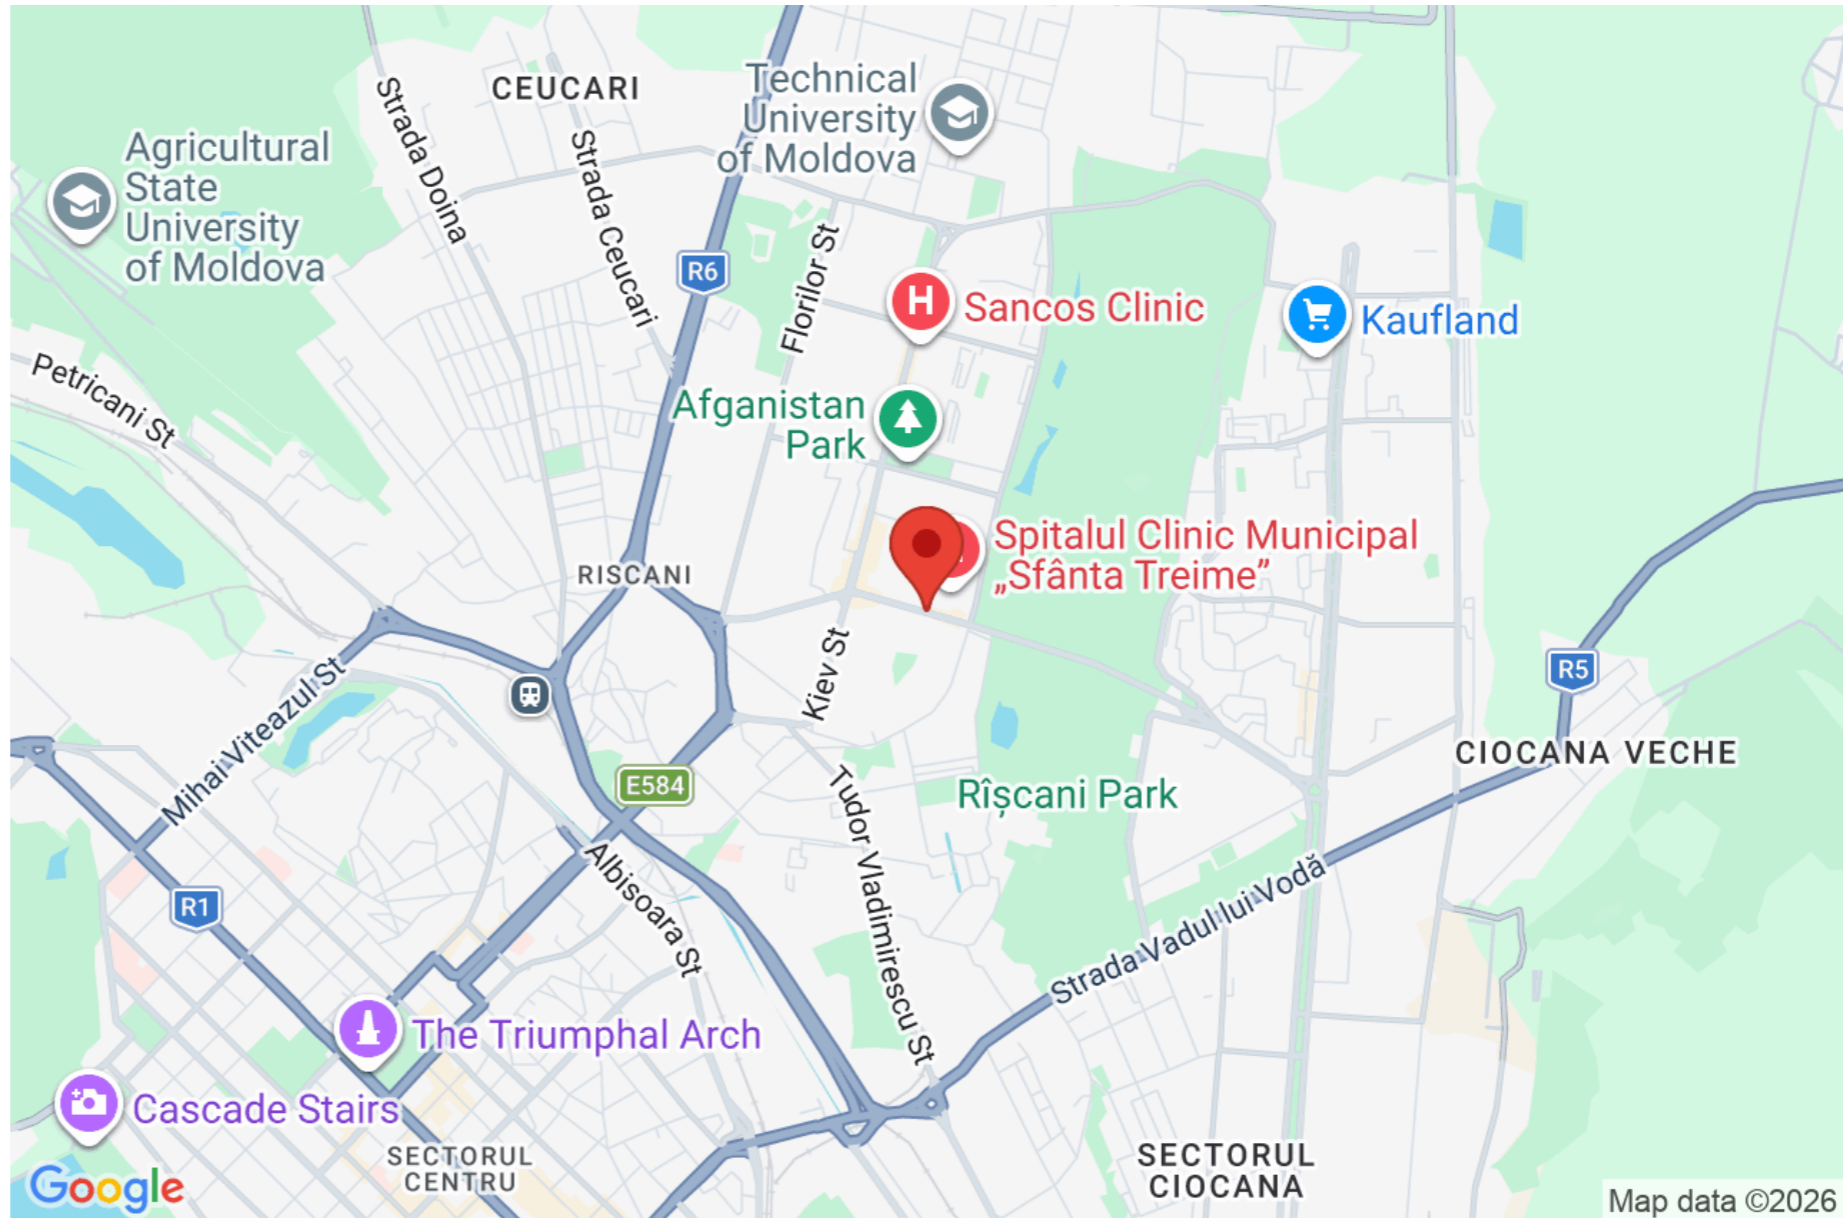 CEUCARI
Technical
University
of Moldova
Agricultural
State
University
of Moldova
Strada Doina
Strada Ceucari
R6
Florilor St
Sancos Clinic
Kaufland
Petricani St
Afganistan
Park
Spitalul Clinic Municipal
„Sfânta Treime”
RISCANI
Kiev St
R5
Mihai Viteazul St
CIOCANA VECHE
E584
Rîșcani Park
Tudor Vladimirescu St
Albisoara St
Strada Vadul lui Vodă
R1
The Triumphal Arch
Cascade Stairs
SECTORUL
CENTRU
SECTORUL
CIOCANA
Google
Map data ©2026